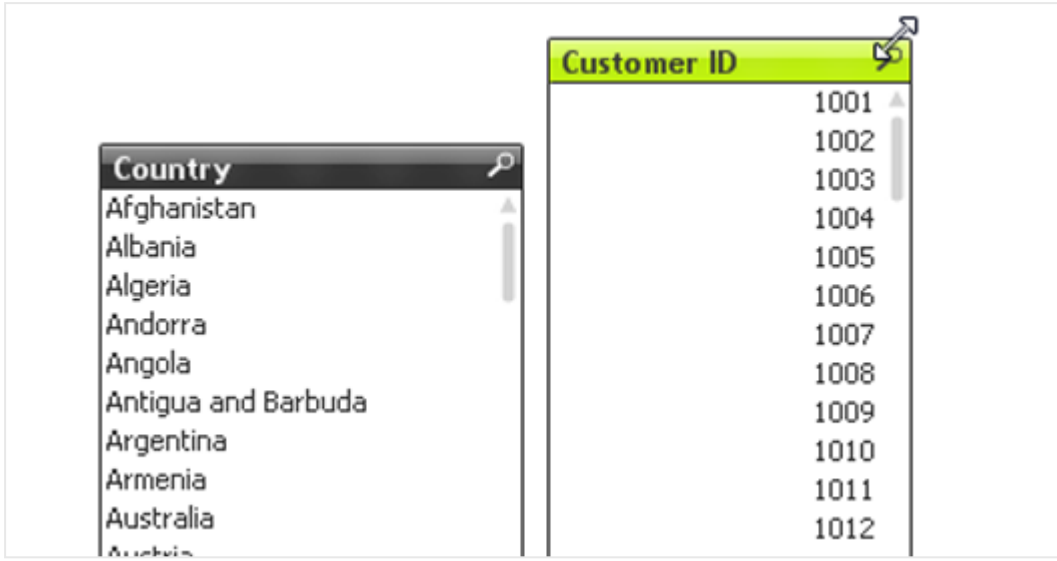 Country
Afghanistan
Albania
Algeria
Andorra
Angola
Antigua and Barbuda
Argentina
Armenia
Australia
Austria
Customer ID
1001
1002
1003
1004
1005
1006
1007
1008
1009
1010
1011
1012